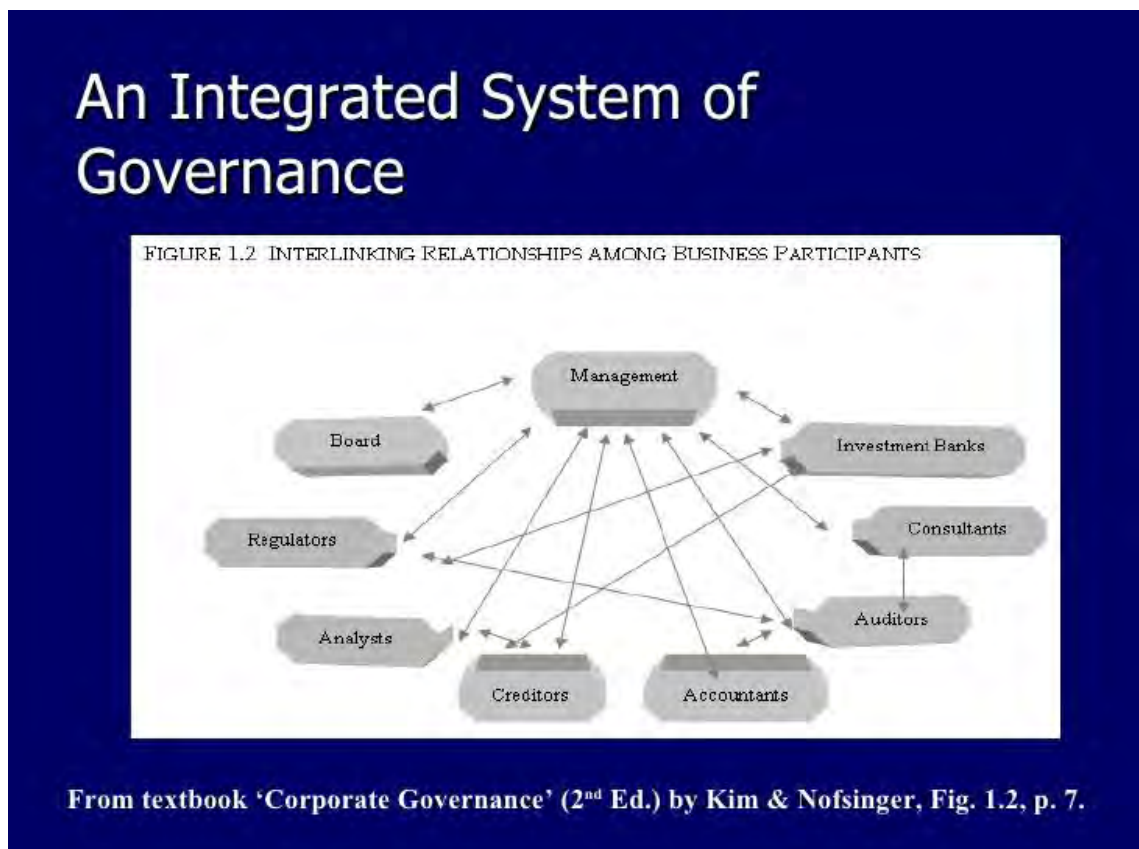 An Integrated System of
Governance
FIGURE 1.2 INTERLINKING RELATIONSHIPS AMONG BUSINESS PARTICIPANTS
Management
Board
Investment Banks
Regulators
Consultants
Analysts
Auditors
Creditors
Accountants
From textbook ‘Corporate Governance’ (2nd Ed.) by Kim & Nofsinger, Fig. 1.2, p. 7.